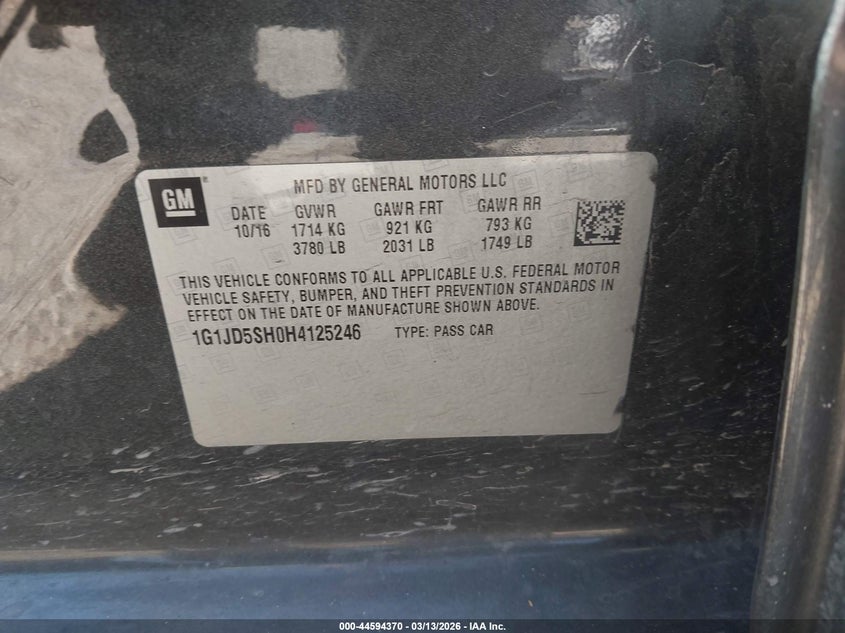 GM
MFD BY GENERAL MOTORS LLC
DATE GVWR GAWR FRT GAWR RR
10/16 1714 KG 921 KG 793 KG
3780 LB 2031 LB 1749 LB
THIS VEHICLE CONFORMS TO ALL APPLICABLE U.S. FEDERAL MOTOR
VEHICLE SAFETY, BUMPER, AND THEFT PREVENTION STANDARDS IN
EFFECT ON THE DATE OF MANUFACTURE SHOWN ABOVE.
1G1JD5SH0H4125246 TYPE: PASS CAR
000-44594370 | 03/13/2026 | IAA Inc.